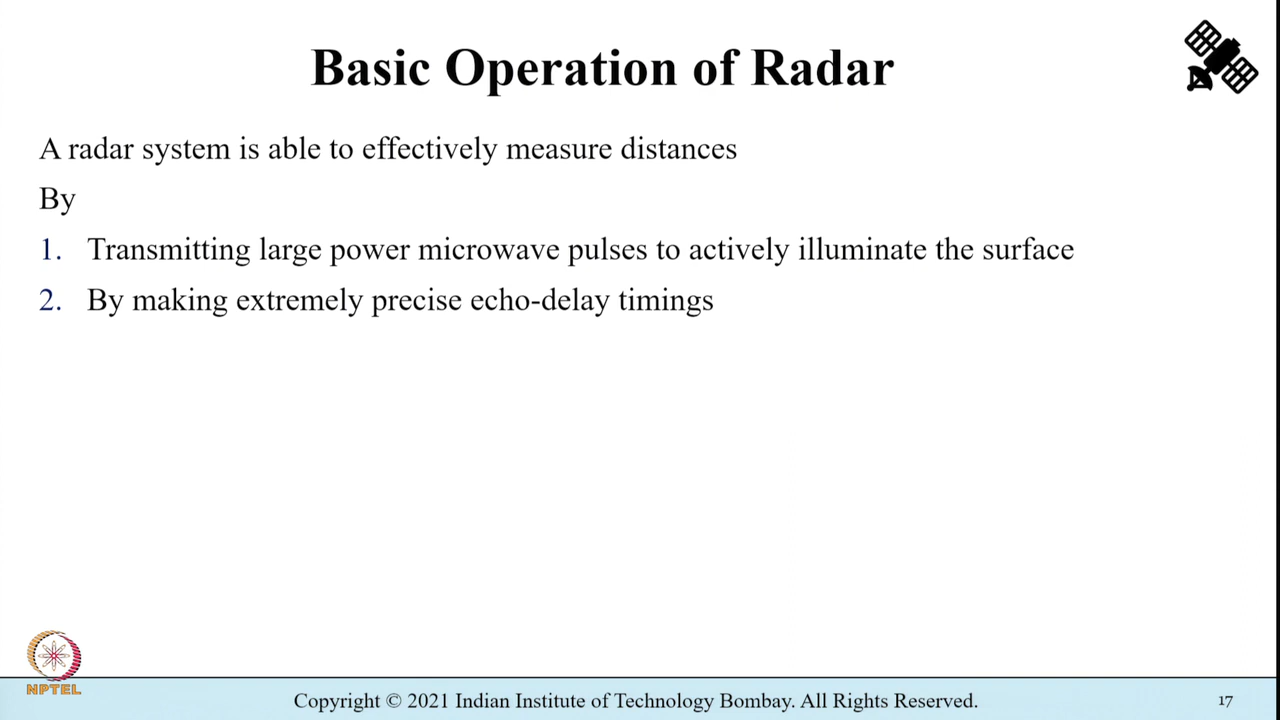 Basic Operation of Radar
A radar system is able to effectively measure distances
By
1. Transmitting large power microwave pulses to actively illuminate the surface
2. By making extremely precise echo-delay timings
NPTEL
Copyright © 2021 Indian Institute of Technology Bombay. All Rights Reserved.
17